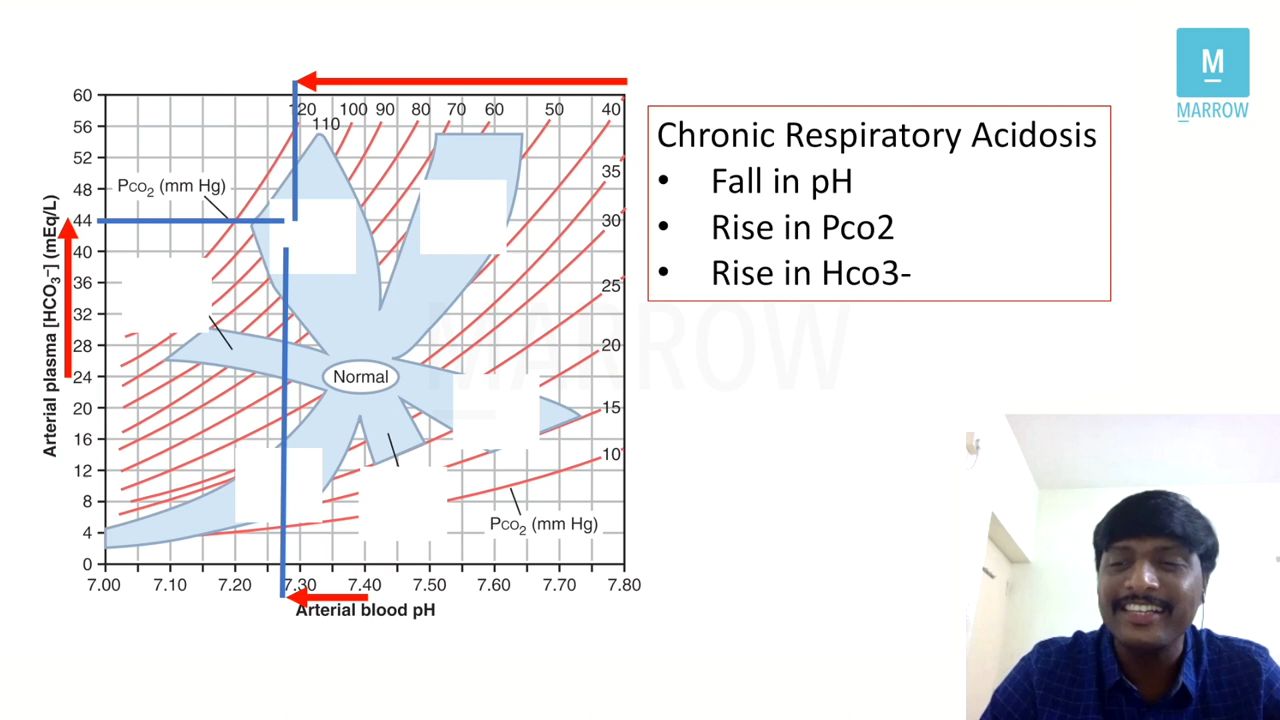 M
MARROW
Chronic Respiratory Acidosis
• Fall in pH
• Rise in Pco2
• Rise in Hco3-
60
56
52
48
44
40
36
32
28
24
20
16
12
8
4
0
Arterial plasma [HCO₃⁻] (mEq/L)
PCO₂ (mm Hg)
120 100 90 80 70 60 50 40
110
35
30
25
20
15
10
Normal
PCO₂ (mm Hg)
7.00 7.10 7.20 7.30 7.40 7.50 7.60 7.70 7.80
Arterial blood pH
MARROW